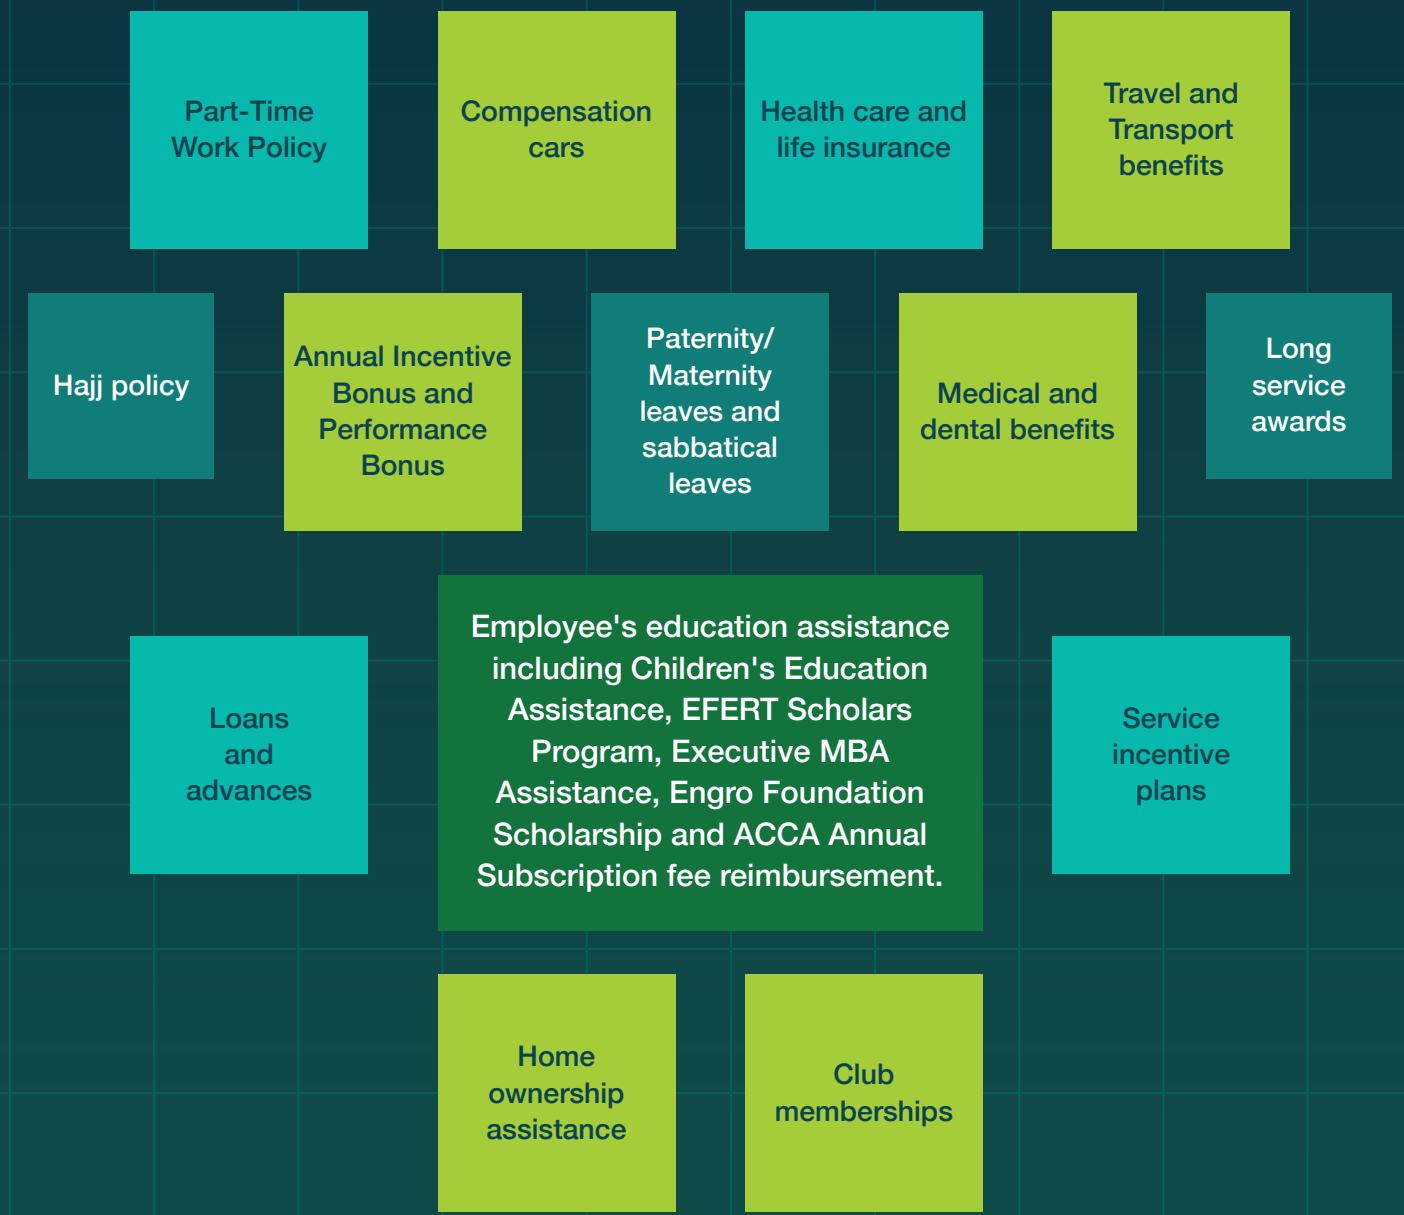 Part-Time
Work Policy
Compensation
cars
Health care and
life insurance
Travel and
Transport
benefits
Hajj policy
Annual Incentive
Bonus and
Performance
Bonus
Paternity/
Maternity
leaves and
sabbatical
leaves
Medical and
dental benefits
Long
service
awards
Loans
and
advances
Employee's education assistance
including Children's Education
Assistance, EFERT Scholars
Program, Executive MBA
Assistance, Engro Foundation
Scholarship and ACCA Annual
Subscription fee reimbursement.
Service
incentive
plans
Home
ownership
assistance
Club
memberships